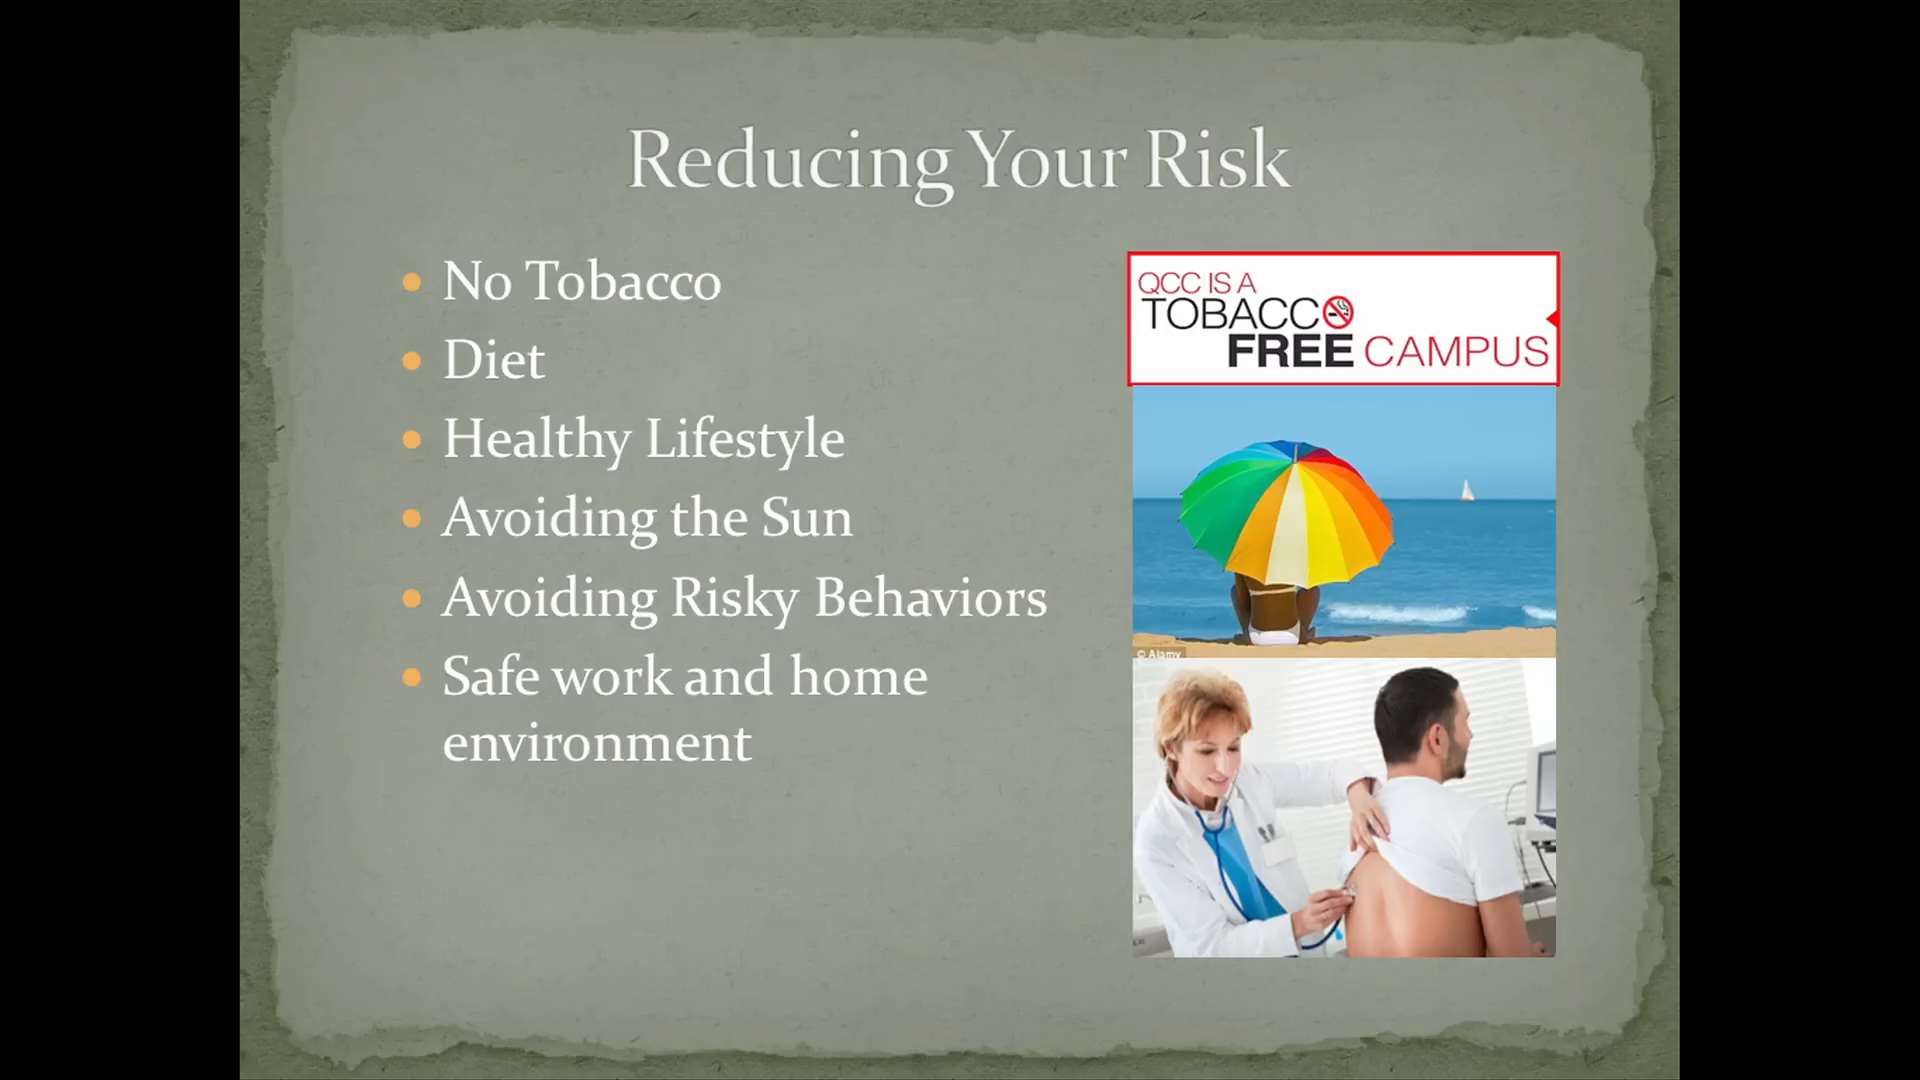 Reducing Your Risk
No Tobacco
Diet
Healthy Lifestyle
Avoiding the Sun
Avoiding Risky Behaviors
Safe work and home
environment
QCC IS A
TOBACCO
FREE CAMPUS
© Alamy